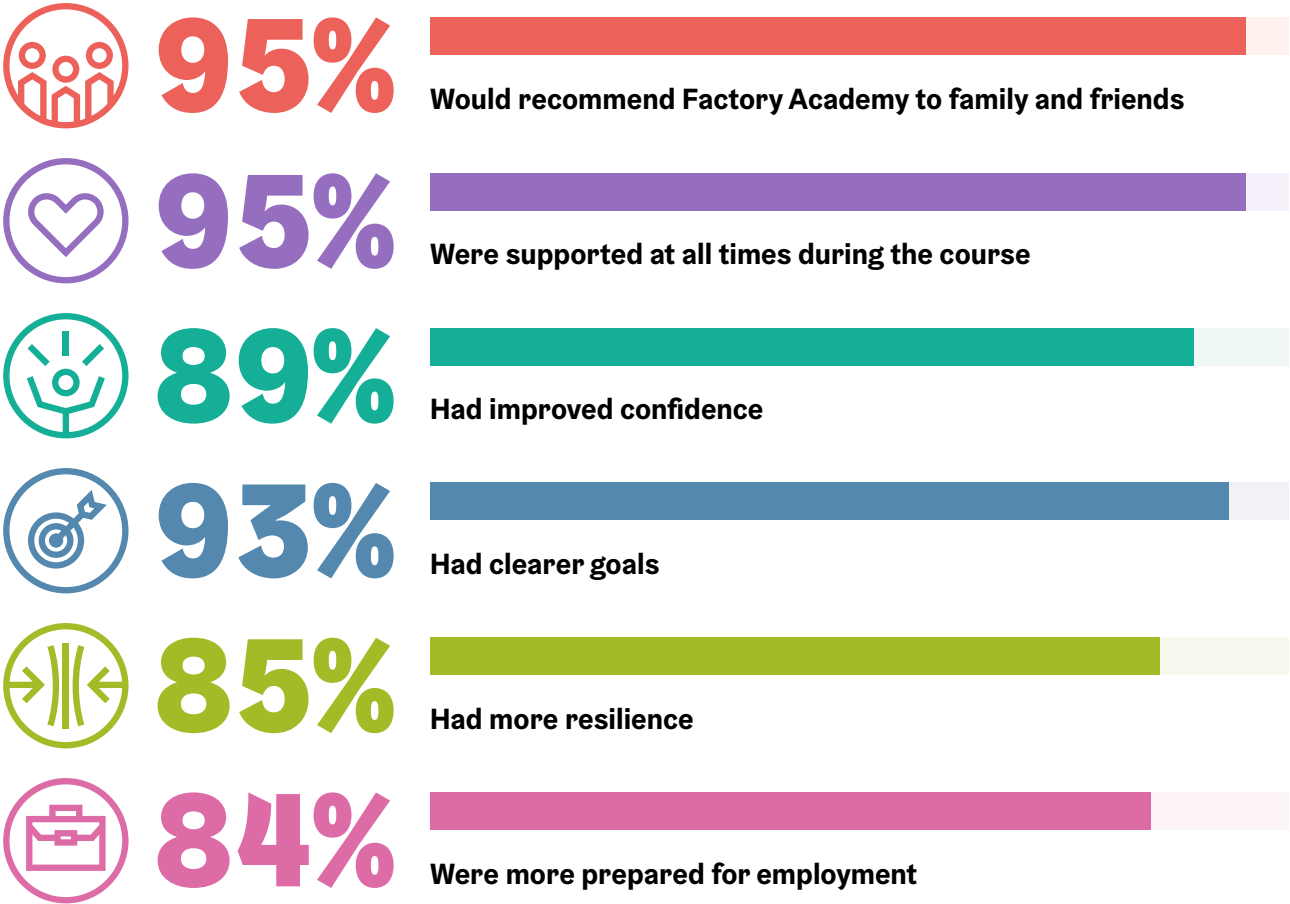 95%
Would recommend Factory Academy to family and friends
95%
Were supported at all times during the course
89%
Had improved confidence
93%
Had clearer goals
85%
Had more resilience
84%
Were more prepared for employment